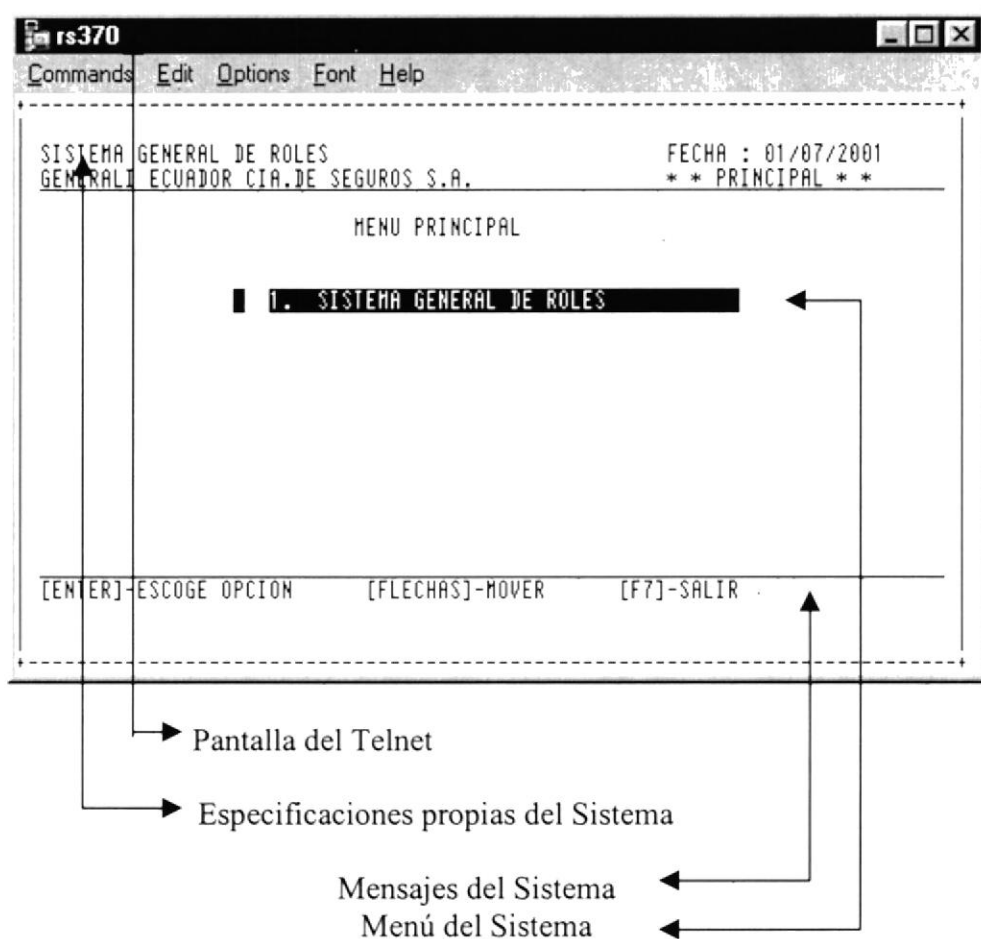 rs370
Commands Edit Options Font Help
SISTEMA GENERAL DE ROLES FECHA : 01/07/2001
GENERALI ECUADOR CIA.DE SEGUROS S.A. * * PRINCIPAL * *
MENU PRINCIPAL
1. SISTEMA GENERAL DE ROLES
[ENTER]-ESCOGE OPCION [FLECHAS]-MOVER [F7]-SALIR
Pantalla del Telnet
Especificaciones propias del Sistema
Mensajes del Sistema
Menú del Sistema